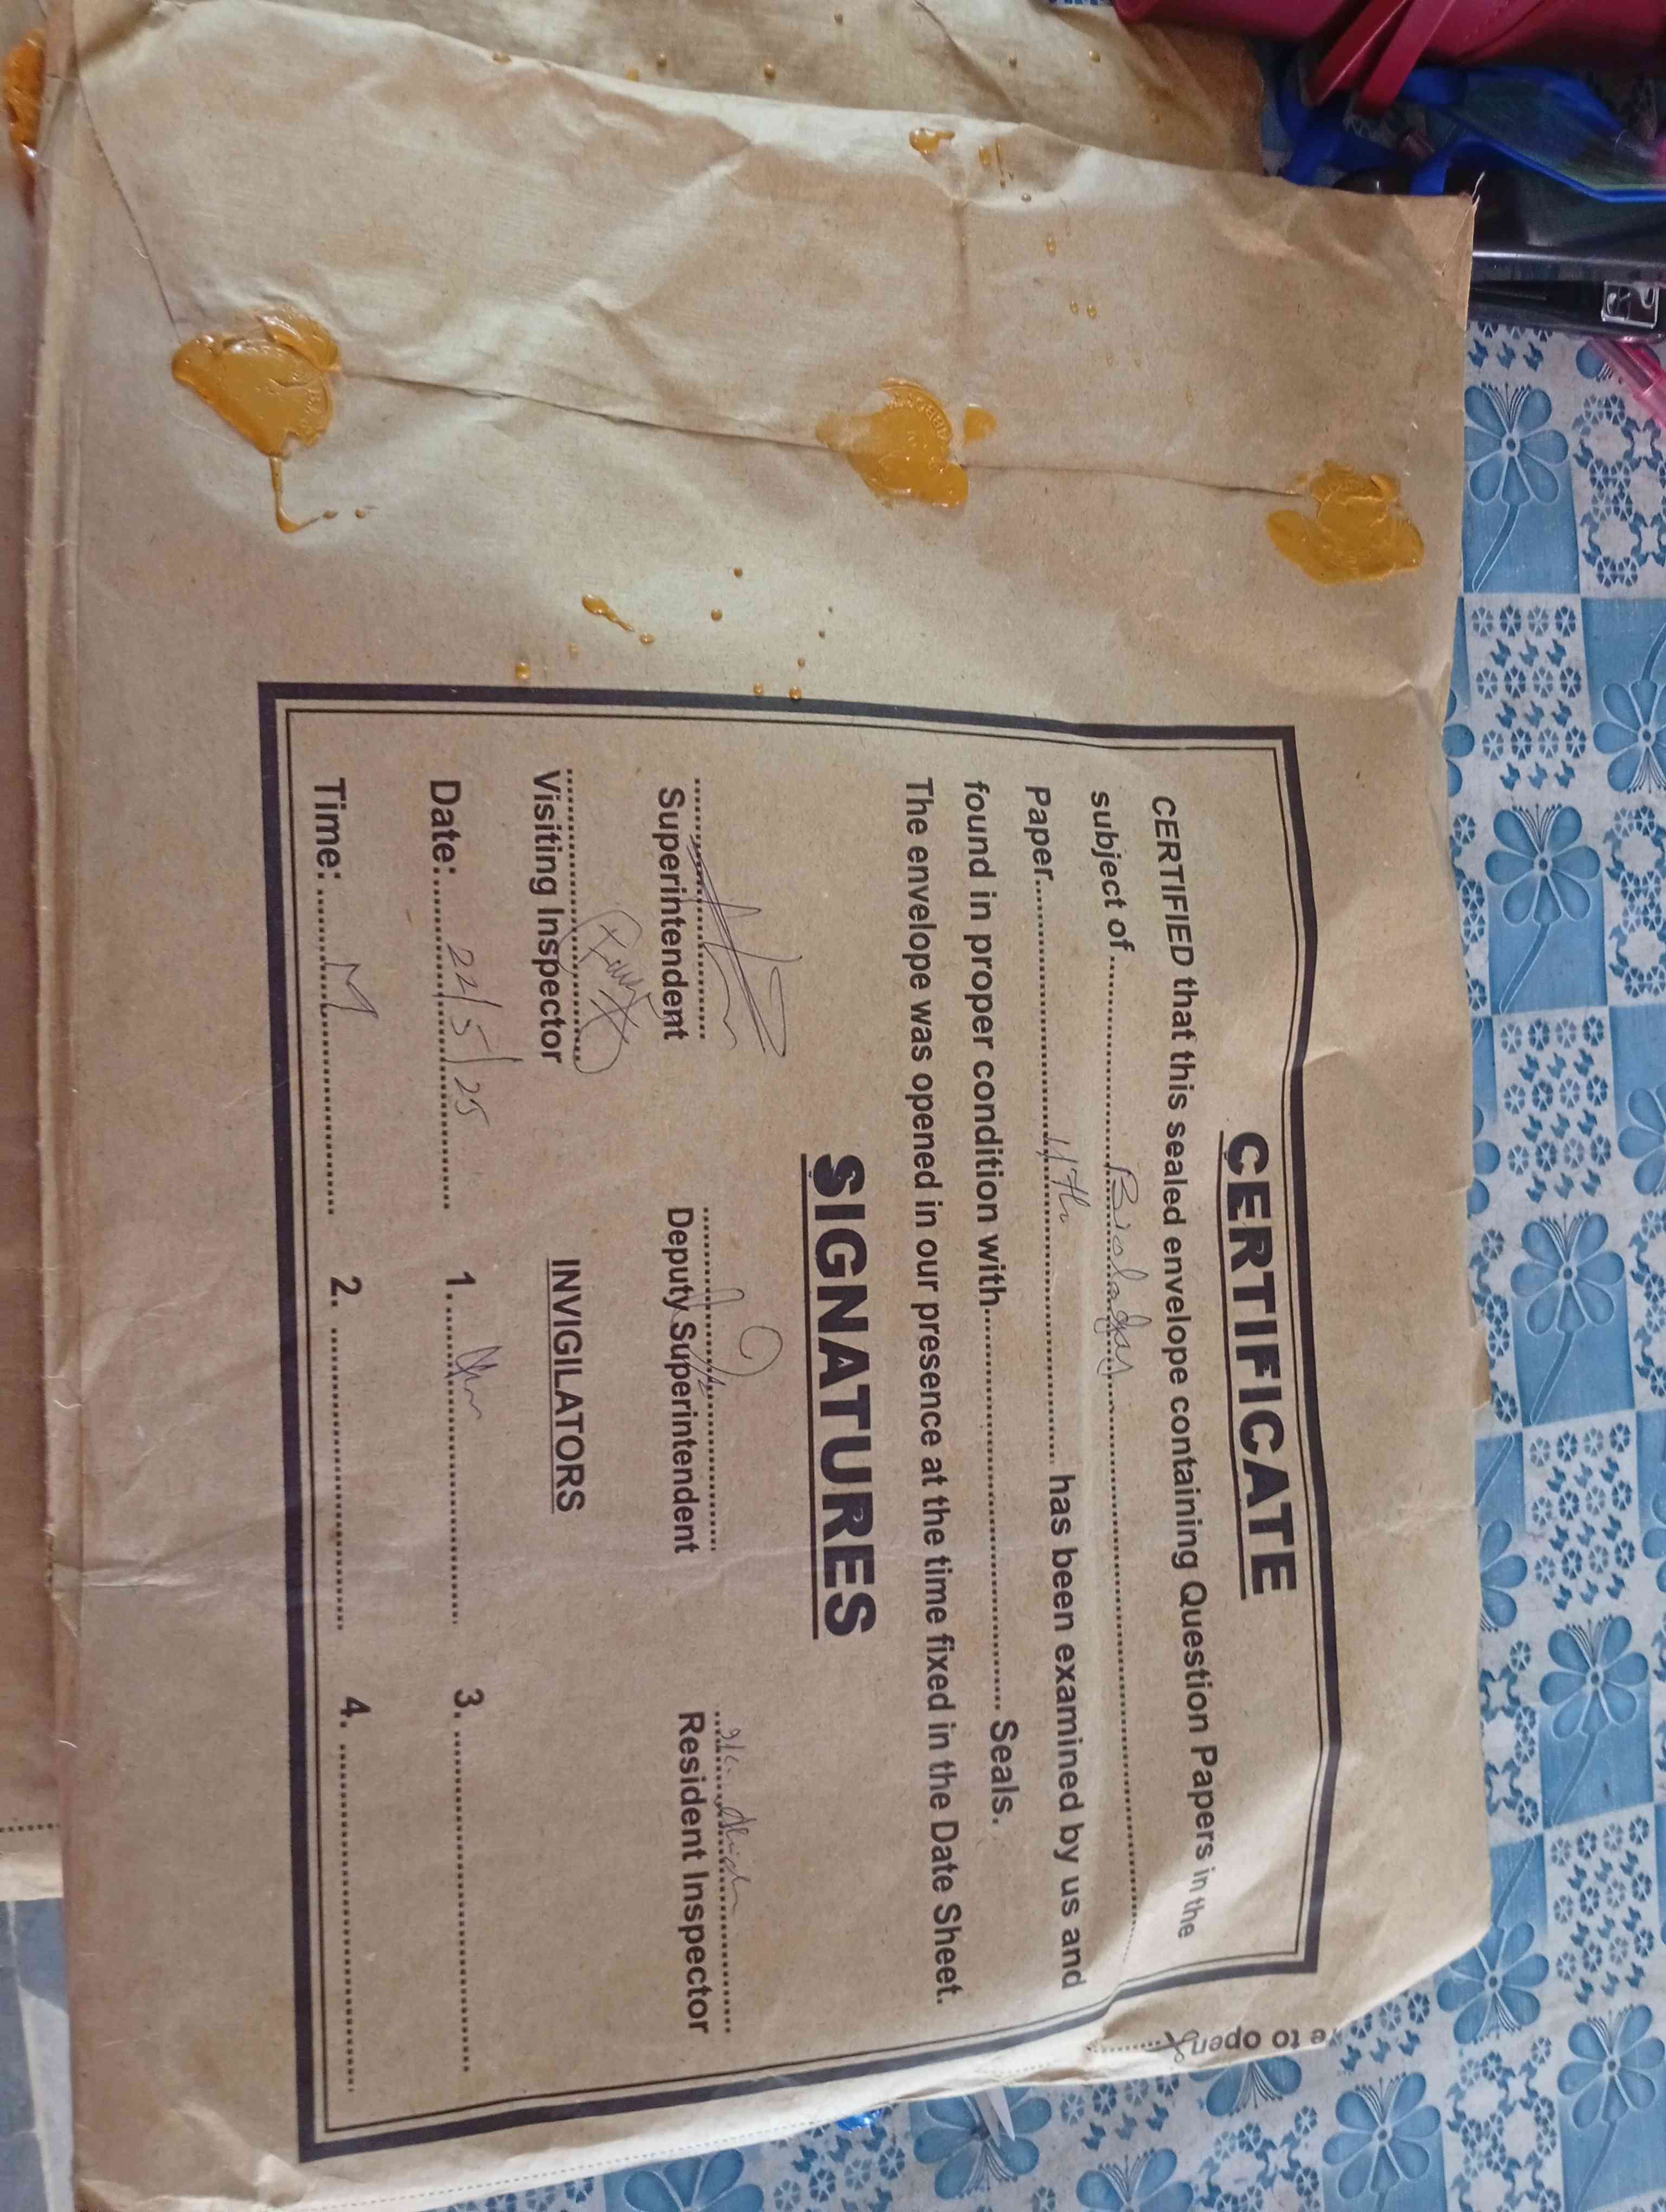 CERTIFICATE
CERTIFIED that this sealed envelope containing Question Papers in the
subject of .......... Biology ..........
Paper.......... 11th .......... has been examined by us and
found in proper condition with.......... Seals.
The envelope was opened in our presence at the time fixed in the Date Sheet.
SIGNATURES
Superintendent Deputy Superintendent Resident Inspector
Visiting Inspector INVIGILATORS
Date: 22/5/25 1. 3.
Time: M 2. 4.
to open